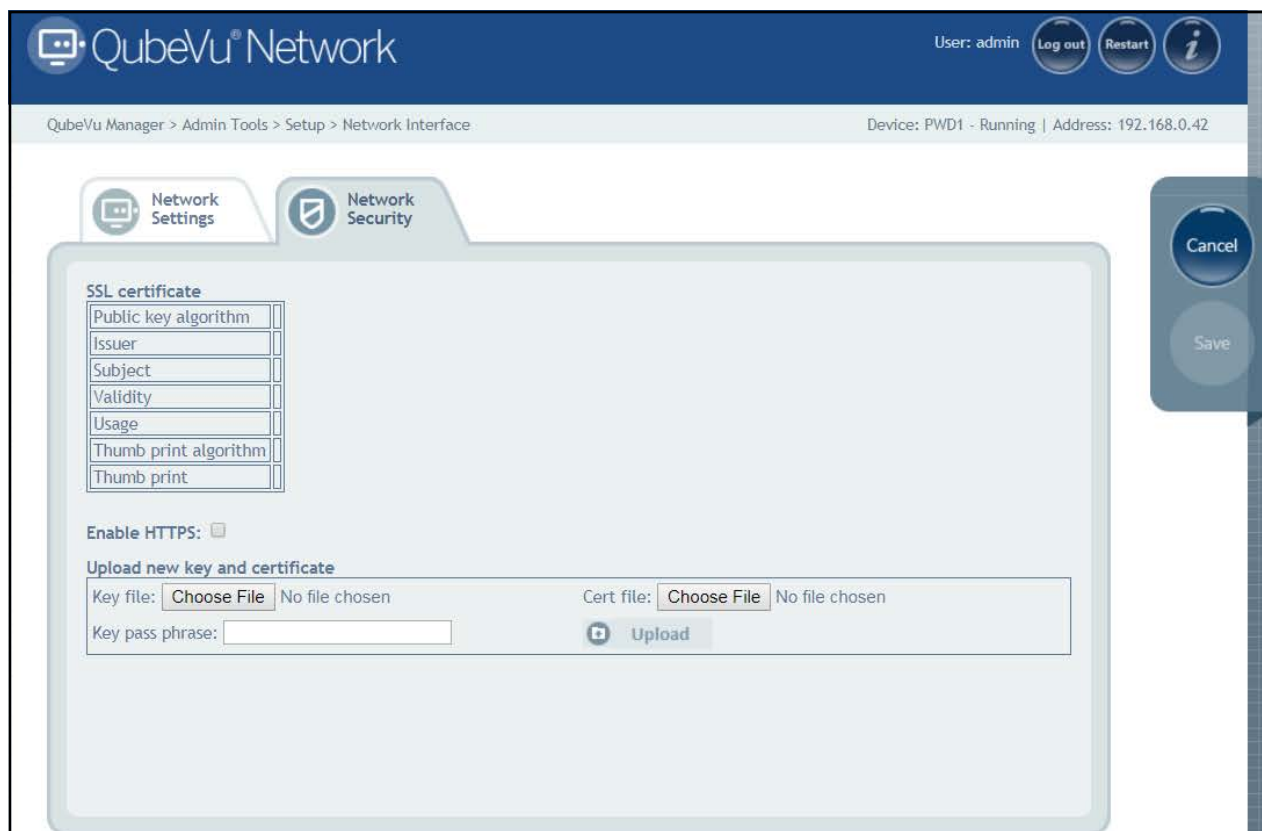 QubeVu® Network
User: admin
Log out
Restart
i
QubeVu Manager > Admin Tools > Setup > Network Interface
Device: PWD1 - Running | Address: 192.168.0.42
Network
Settings
Network
Security
Cancel
Save
SSL certificate
Public key algorithm
Issuer
Subject
Validity
Usage
Thumb print algorithm
Thumb print
Enable HTTPS:
Upload new key and certificate
Key file: Choose File No file chosen
Cert file: Choose File No file chosen
Key pass phrase:
Upload